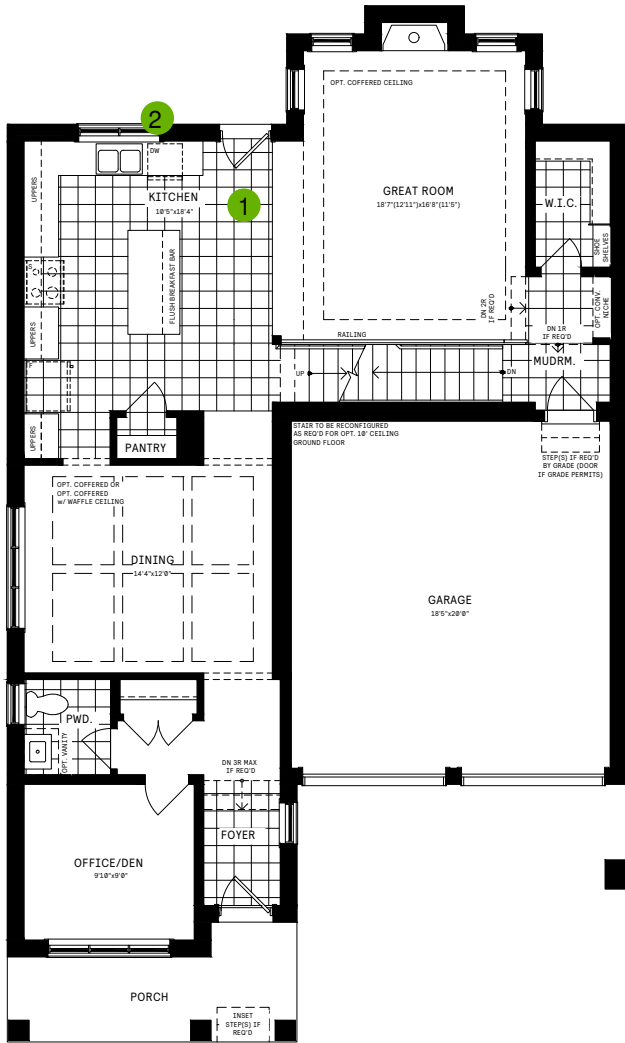 OPT. COFFERED CEILING
2
DW
UPPERS
KITCHEN
10'5"x18'4"
1
GREAT ROOM
18'7"(12'11")x16'8"(11'5")
W.I.C.
SHOE
SHELVES
S
FLUSH BREAKFAST BAR
DN 2R
IF REQ'D
OPT. CONV.
NICHE
UPPERS
RAILING
DN 1R
IF REQ'D
MUDRM.
F
UP
DN
UPPERS
PANTRY
STAIR TO BE RECONFIGURED
AS REQ'D FOR OPT. 10' CEILING
GROUND FLOOR
STEP(S) IF REQ'D
BY GRADE (DOOR
IF GRADE PERMITS)
OPT. COFFERED OR
OPT. COFFERED
w/ WAFFLE CEILING
DINING
14'4"x12'0"
GARAGE
18'5"x20'0"
PWD.
OPT. VANITY
DN 3R MAX
IF REQ'D
FOYER
OFFICE/DEN
9'10"x9'0"
PORCH
INSET
STEP(S) IF
REQ'D